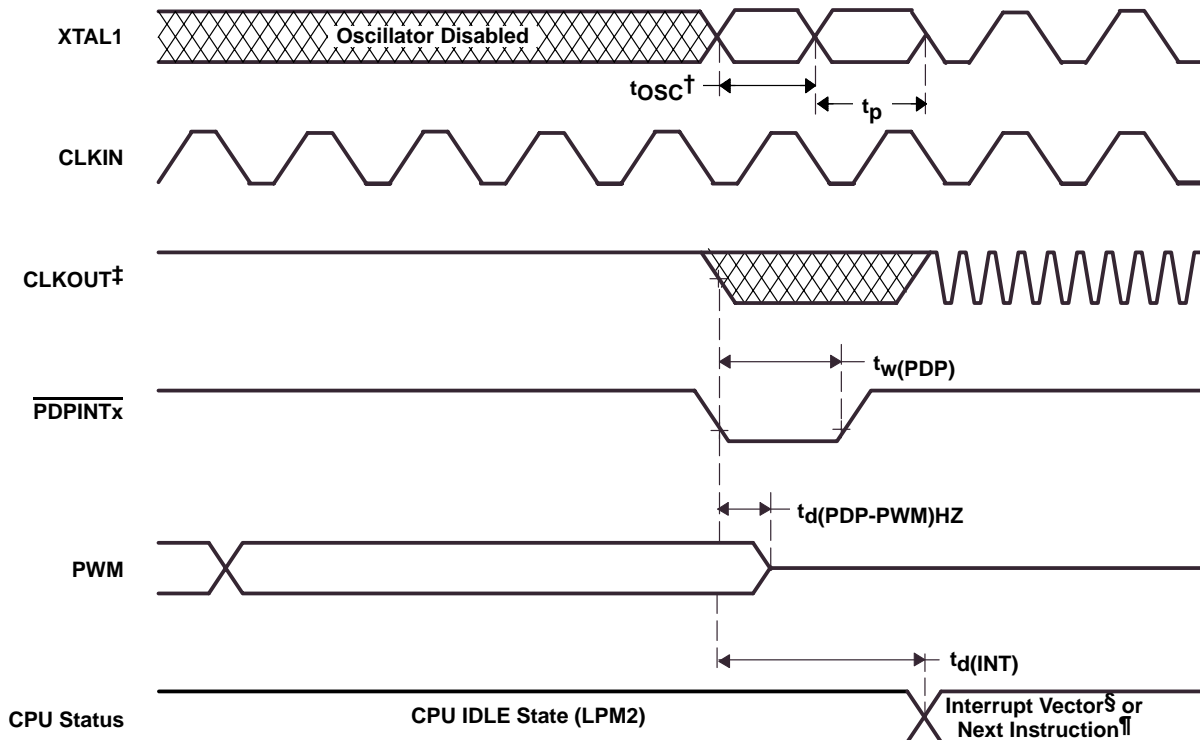 XTAL1
Oscillator Disabled
tOSC†
tp
CLKIN
CLKOUT‡
tw(PDP)
PDPINTx
td(PDP-PWM)HZ
PWM
td(INT)
CPU Status
CPU IDLE State (LPM2)
Interrupt Vector§ or
Next Instruction¶